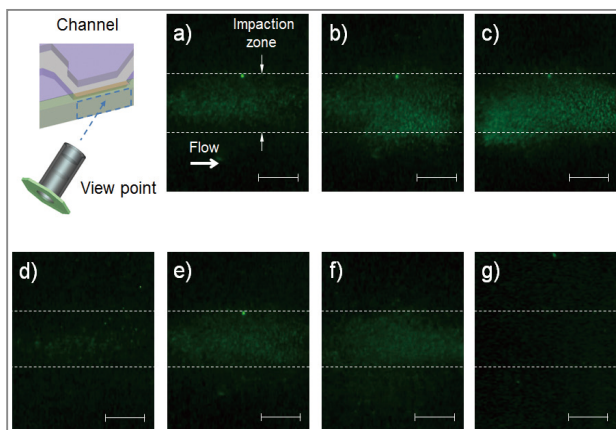 Channel
View point
a)
Impaction
zone
Flow
b)
c)
d)
e)
f)
g)